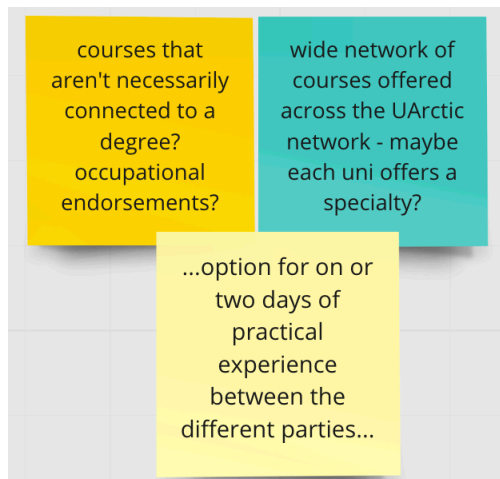 courses that
aren't necessarily
connected to a
degree?
occupational
endorsements?
wide network of
courses offered
across the UArctic
network - maybe
each uni offers a
specialty?
...option for on or
two days of
practical
experience
between the
different parties...